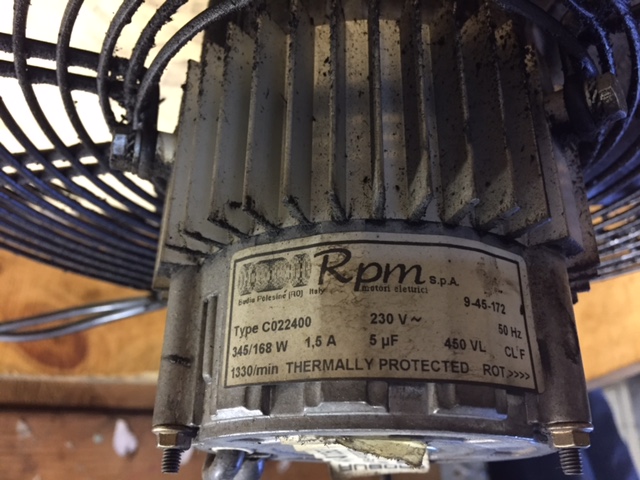 Rpm S.p.A.
Badia Polesine (RO) Italy motori elettrici
9-45-172
Type C022400 230 V~ 50 Hz
345/168 W 1,5 A 5 µF 450 VL CL F
1330/min THERMALLY PROTECTED ROT >>>>